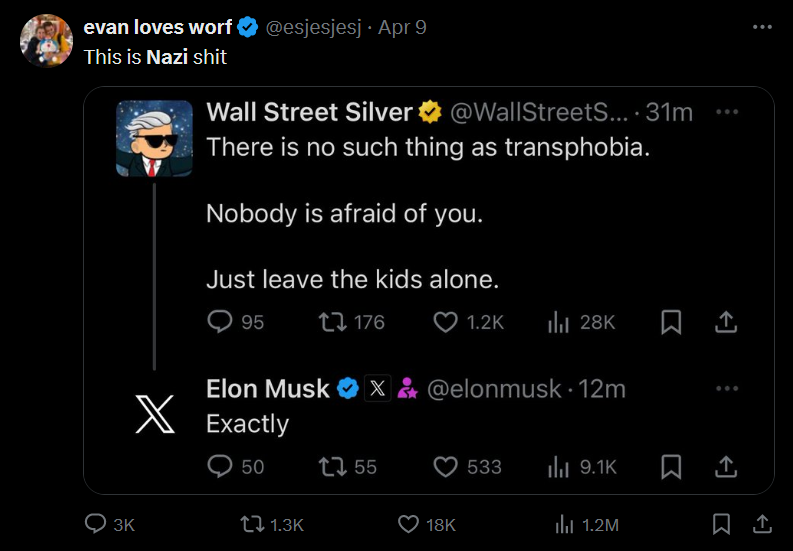 evan loves worf @esjesjesj · Apr 9
This is Nazi shit
Wall Street Silver @WallStreetS... · 31m
There is no such thing as transphobia.
Nobody is afraid of you.
Just leave the kids alone.
95 176 1.2K 28K
Elon Musk X @elonmusk · 12m
Exactly
50 55 533 9.1K
3K 1.3K 18K 1.2M